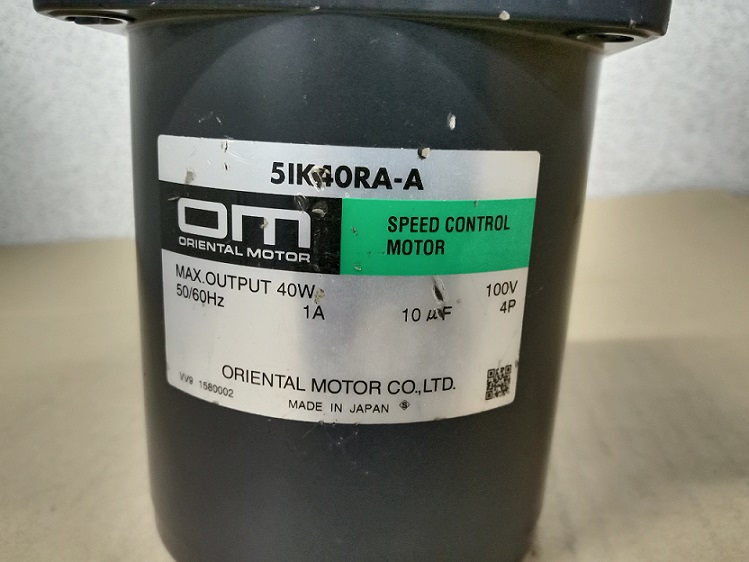 5IK40RA-A
OM
ORIENTAL MOTOR
SPEED CONTROL
MOTOR
MAX.OUTPUT 40W 100V
50/60Hz 1A 10 μF 4P
ORIENTAL MOTOR CO.,LTD.
VV9 1580002
MADE IN JAPAN Ⓢ